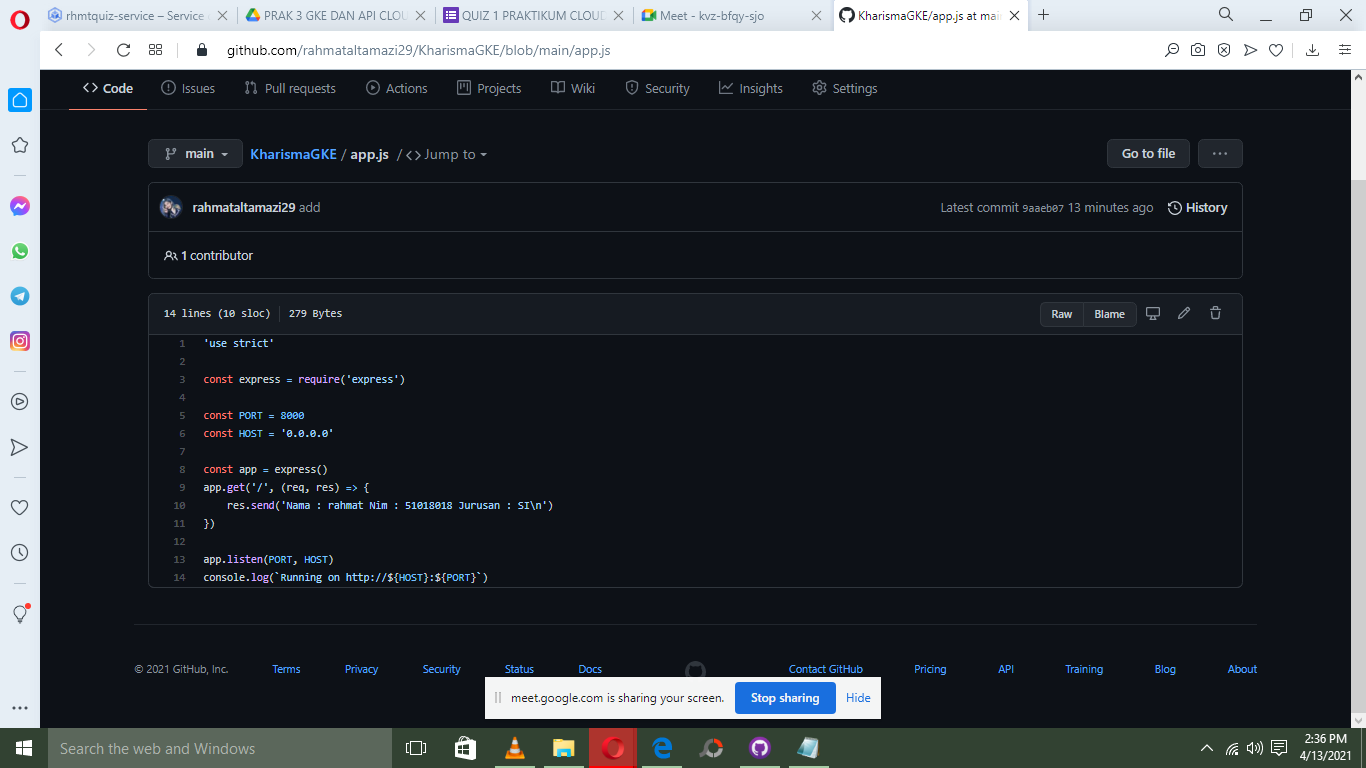 rhmtquiz-service – Service
PRAK 3 GKE DAN API CLOU
QUIZ 1 PRAKTIKUM CLOUD
Meet - kvz-bfqy-sjo
KharismaGKE/app.js at main
github.com/rahmataltamazi29/KharismaGKE/blob/main/app.js
<> Code
Issues
Pull requests
Actions
Projects
Wiki
Security
Insights
Settings
main
KharismaGKE / app.js / <> Jump to
Go to file
...
rahmataltamazi29 add
Latest commit 9aaeb07 13 minutes ago
History
1 contributor
14 lines (10 sloc) 279 Bytes
Raw
Blame
1 'use strict'
2
3 const express = require('express')
4
5 const PORT = 8000
6 const HOST = '0.0.0.0'
7
8 const app = express()
9 app.get('/', (req, res) => {
10 res.send('Nama : rahmat Nim : 51018018 Jurusan : SI\n')
11 })
12
13 app.listen(PORT, HOST)
14 console.log(`Running on http://${HOST}:${PORT}`)
© 2021 GitHub, Inc.
Terms
Privacy
Security
Status
Docs
Contact GitHub
Pricing
API
Training
Blog
About
meet.google.com is sharing your screen.
Stop sharing
Hide
Search the web and Windows
2:36 PM
4/13/2021